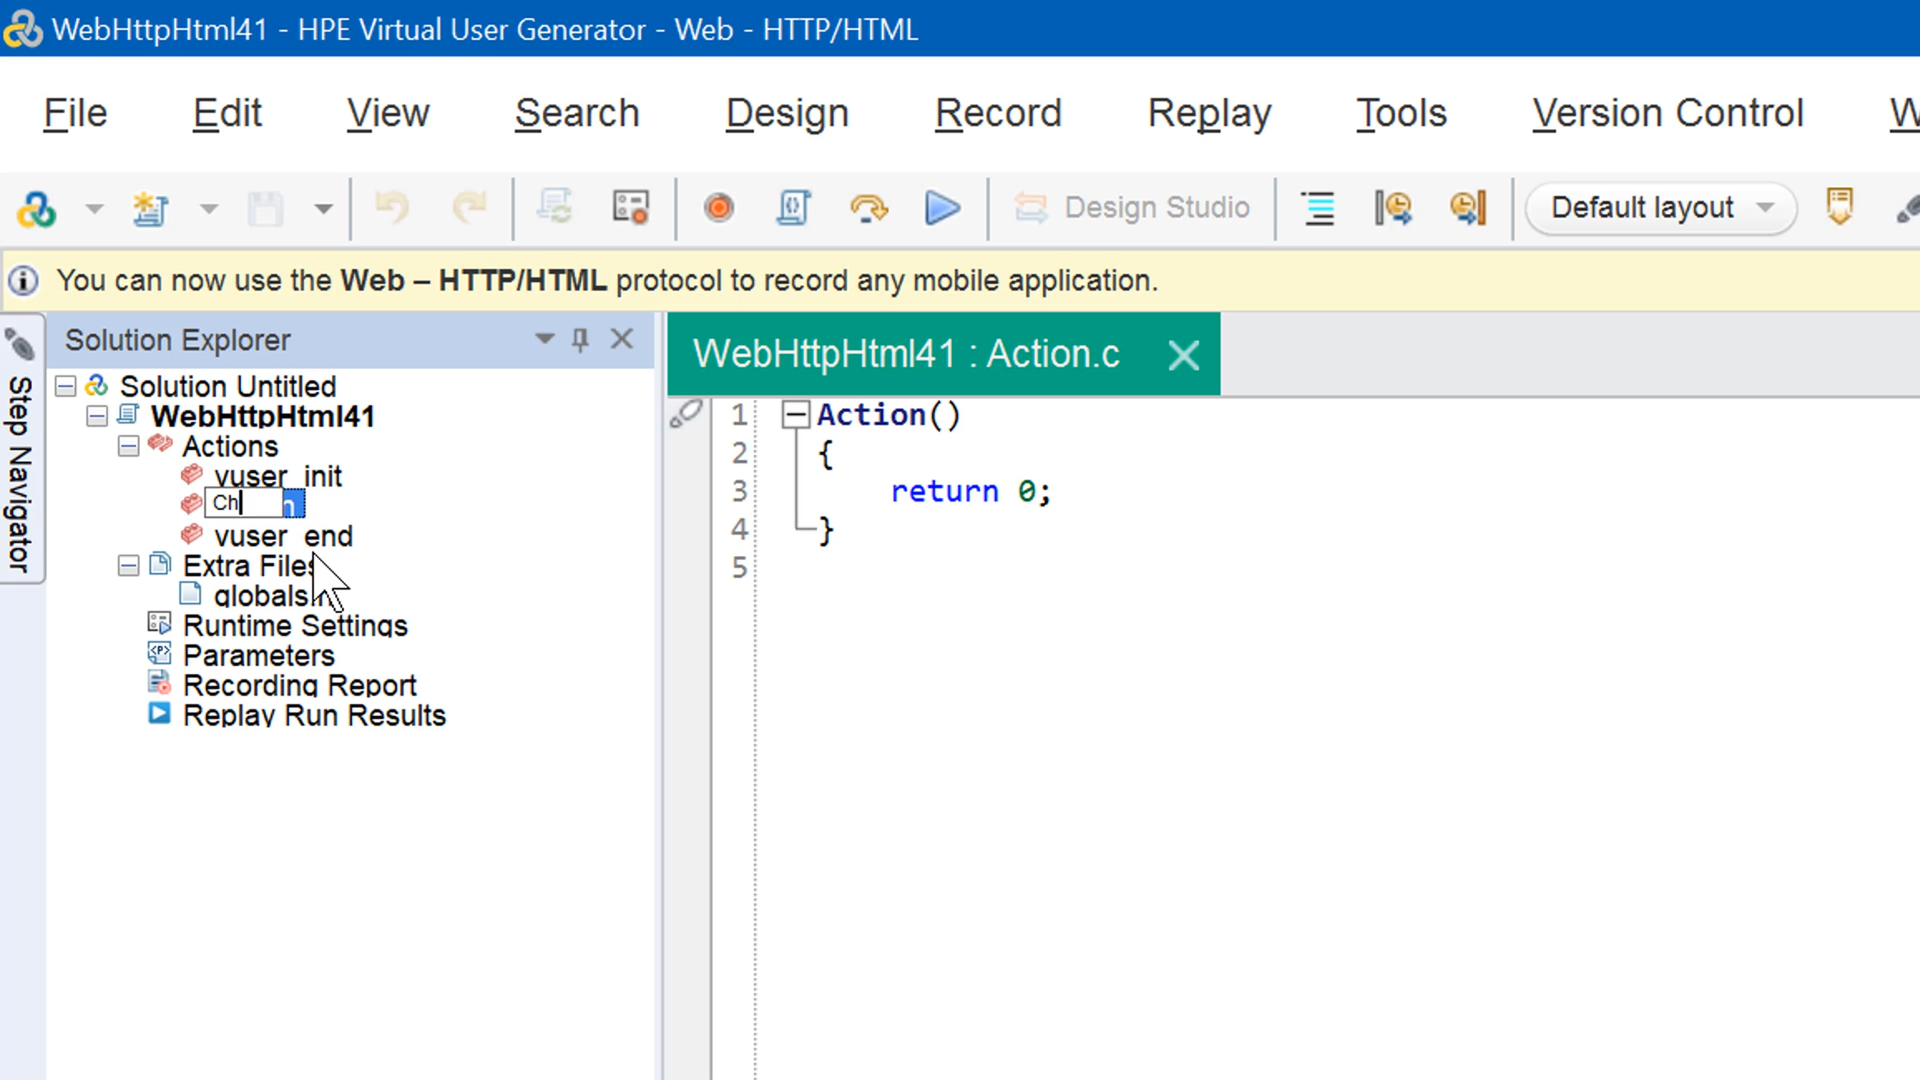 WebHttpHtml41 - HPE Virtual User Generator - Web - HTTP/HTML
File Edit View Search Design Record Replay Tools Version Control W
Design Studio Default layout
You can now use the Web – HTTP/HTML protocol to record any mobile application.
Step Navigator
Solution Explorer
Solution Untitled
WebHttpHtml41
Actions
vuser_init
Ch n
vuser_end
Extra Files
globals.h
Runtime Settings
Parameters
Recording Report
Replay Run Results
WebHttpHtml41 : Action.c
1 Action()
2 {
3 return 0;
4 }
5